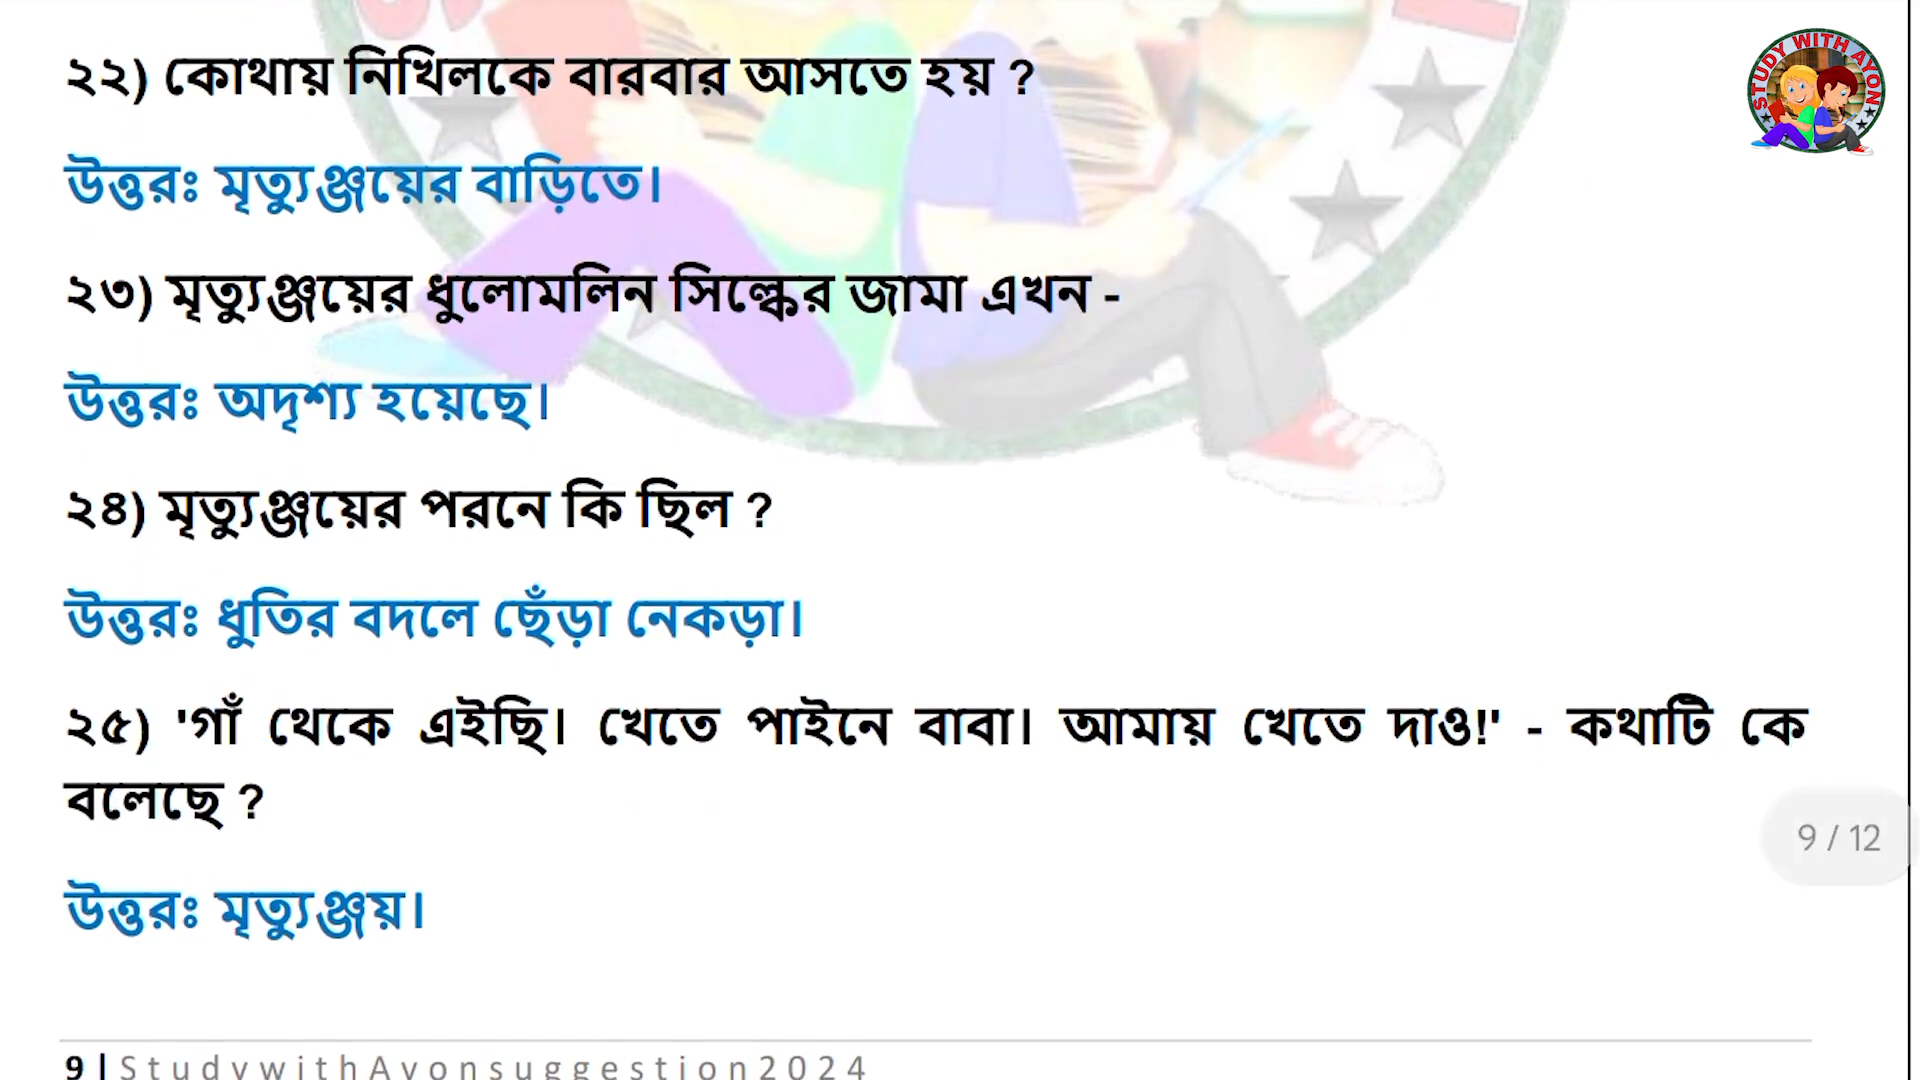 STUDY WITH AYON
২২) কোথায় নিখিলকে বারবার আসতে হয় ?
উত্তরঃ মৃত্যুঞ্জয়ের বাড়িতে।
২৩) মৃত্যুঞ্জয়ের ধুলোমলিন সিল্কের জামা এখন -
উত্তরঃ অদৃশ্য হয়েছে।
২৪) মৃত্যুঞ্জয়ের পরনে কি ছিল ?
উত্তরঃ ধুতির বদলে ছেঁড়া নেকড়া।
২৫) 'গাঁ থেকে এইছি। খেতে পাইনে বাবা। আমায় খেতে দাও!' - কথাটি কে
বলেছে ?
9 / 12
উত্তরঃ মৃত্যুঞ্জয়।
9 | StudywithAyonsuggestion2024